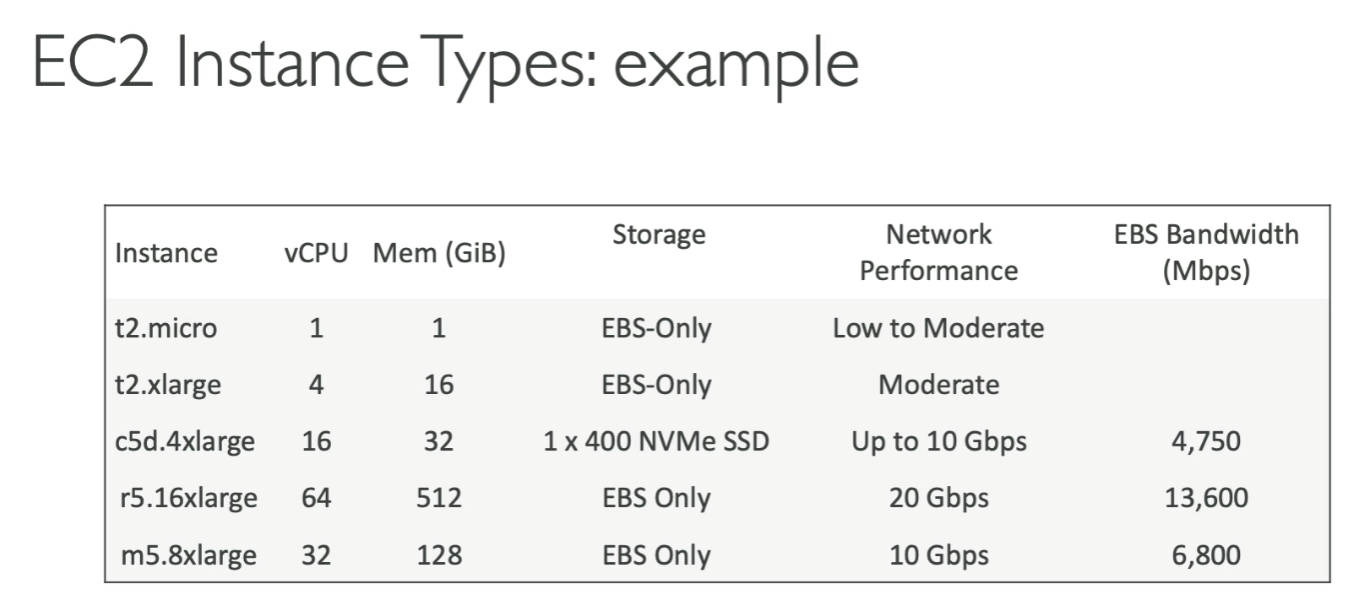 EC2 Instance Types: example
Instance vCPU Mem (GiB) Storage Network Performance EBS Bandwidth (Mbps)
t2.micro 1 1 EBS-Only Low to Moderate
t2.xlarge 4 16 EBS-Only Moderate
c5d.4xlarge 16 32 1 x 400 NVMe SSD Up to 10 Gbps 4,750
r5.16xlarge 64 512 EBS Only 20 Gbps 13,600
m5.8xlarge 32 128 EBS Only 10 Gbps 6,800